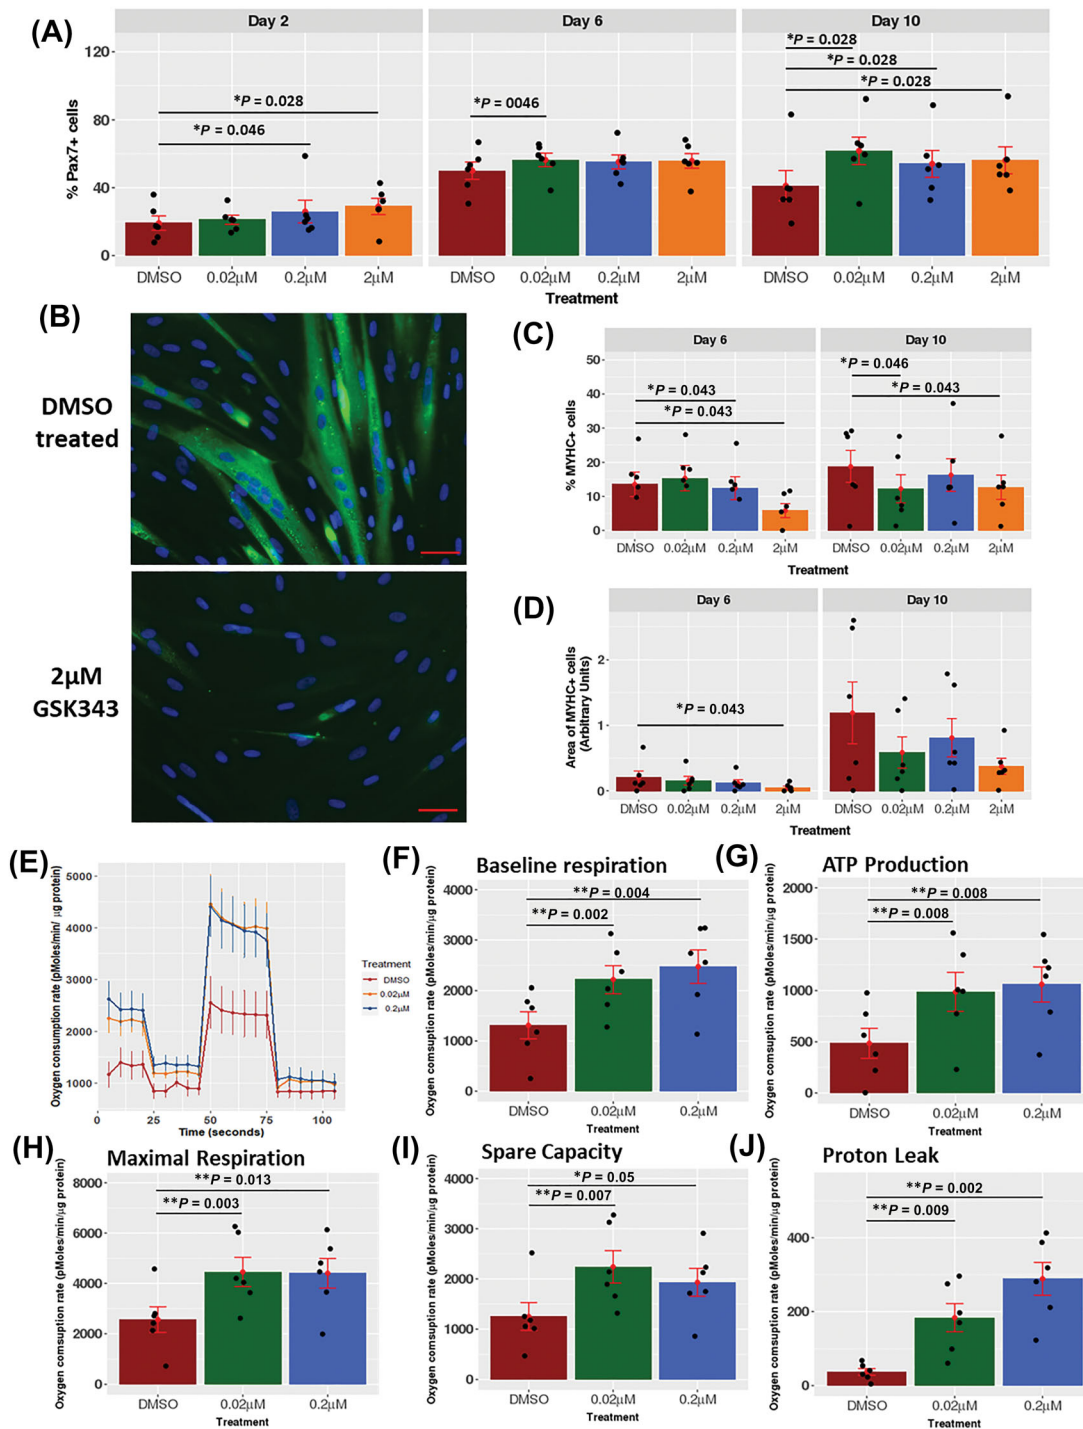 (A)
Day 2
Day 6
Day 10
% Pax7+ cells
120
80
40
0
*P = 0.028
*P = 0.046
*P = 0046
*P = 0.028
*P = 0.028
*P = 0.028
DMSO 0.02μM 0.2μM 2μM
DMSO 0.02μM 0.2μM 2μM
DMSO 0.02μM 0.2μM 2μM
Treatment
(B)
DMSO
treated
2μM
GSK343
(C)
Day 6
Day 10
% MYHC+ cells
50
40
30
20
10
0
*P = 0.043
*P = 0.043
*P = 0.046
*P = 0.043
DMSO 0.02μM 0.2μM 2μM
DMSO 0.02μM 0.2μM 2μM
Treatment
(D)
Day 6
Day 10
Area of MYHC+ cells
(Arbitrary Units)
2
1
0
*P = 0.043
DMSO 0.02μM 0.2μM 2μM
DMSO 0.02μM 0.2μM 2μM
Treatment
(E)
Oxygen consumption rate (pMoles/min/ μg protein)
5000
4000
3000
2000
1000
0 25 50 75 100
Time (seconds)
Treatment
DMSO
0.02μM
0.2μM
(F)
Baseline respiration
Oxygen comsuption rate (pMoles/min/μg protein)
4000
3000
2000
1000
0
**P = 0.004
**P = 0.002
DMSO 0.02μM 0.2μM
Treatment
(G)
ATP Production
Oxygen comsuption rate (pMoles/min/μg protein)
2000
1500
1000
500
0
**P = 0.008
**P = 0.008
DMSO 0.02μM 0.2μM
Treatment
(H)
Maximal Respiration
Oxygen comsuption rate (pMoles/min/μg protein)
8000
6000
4000
2000
0
**P = 0.013
**P = 0.003
DMSO 0.02μM 0.2μM
Treatment
(I)
Spare Capacity
Oxygen comsuption rate (pMoles/min/μg protein)
4000
3000
2000
1000
0
*P = 0.05
**P = 0.007
DMSO 0.02μM 0.2μM
Treatment
(J)
Proton Leak
Oxygen comsuption rate (pMoles/min/μg protein)
400
200
0
**P = 0.002
**P = 0.009
DMSO 0.02μM 0.2μM
Treatment